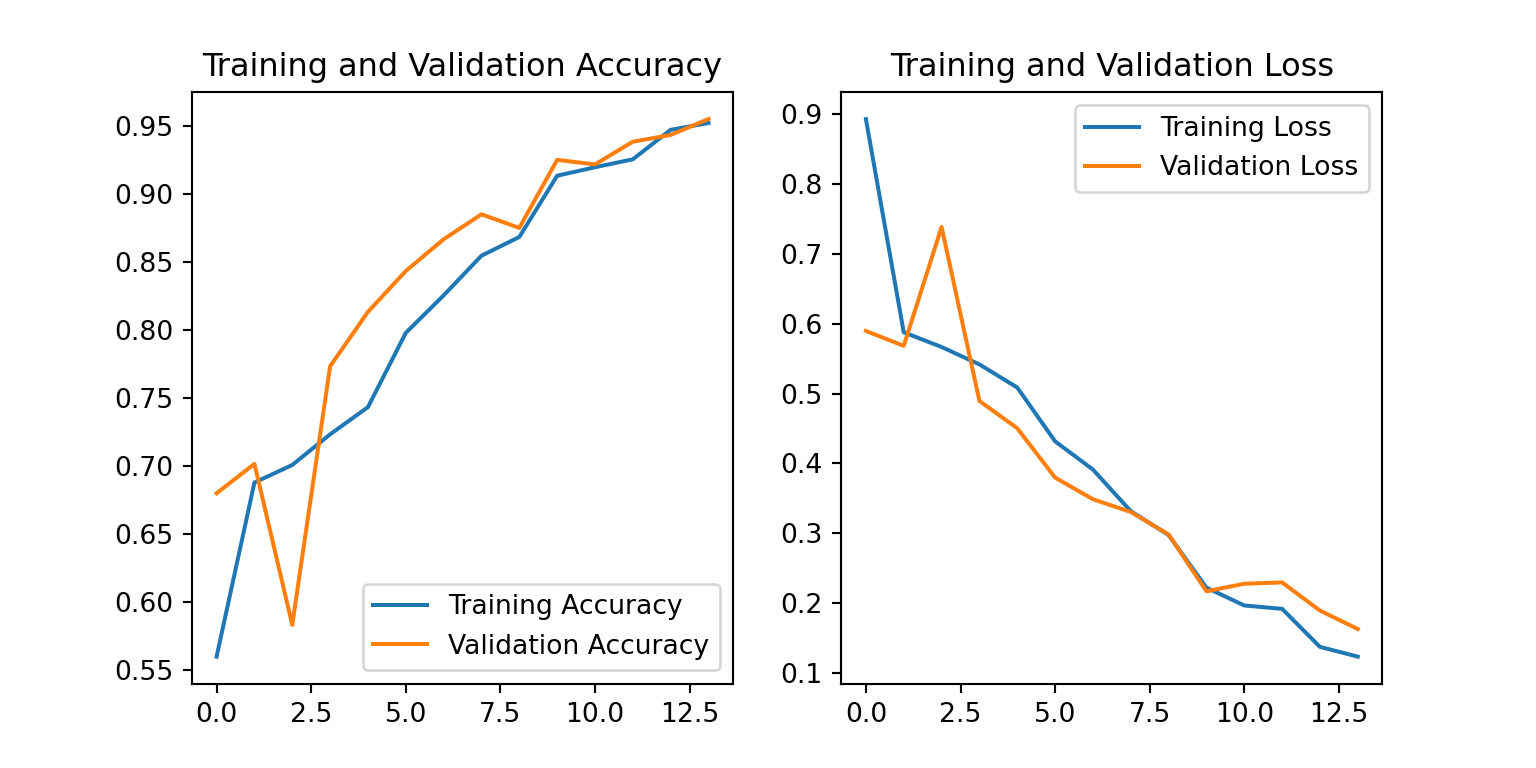 Training and Validation Accuracy
0.95
0.90
0.85
0.80
0.75
0.70
0.65
0.60
0.55
Training Accuracy
Validation Accuracy
0.0 2.5 5.0 7.5 10.0 12.5
Training and Validation Loss
0.9
0.8
0.7
0.6
0.5
0.4
0.3
0.2
0.1
Training Loss
Validation Loss
0.0 2.5 5.0 7.5 10.0 12.5